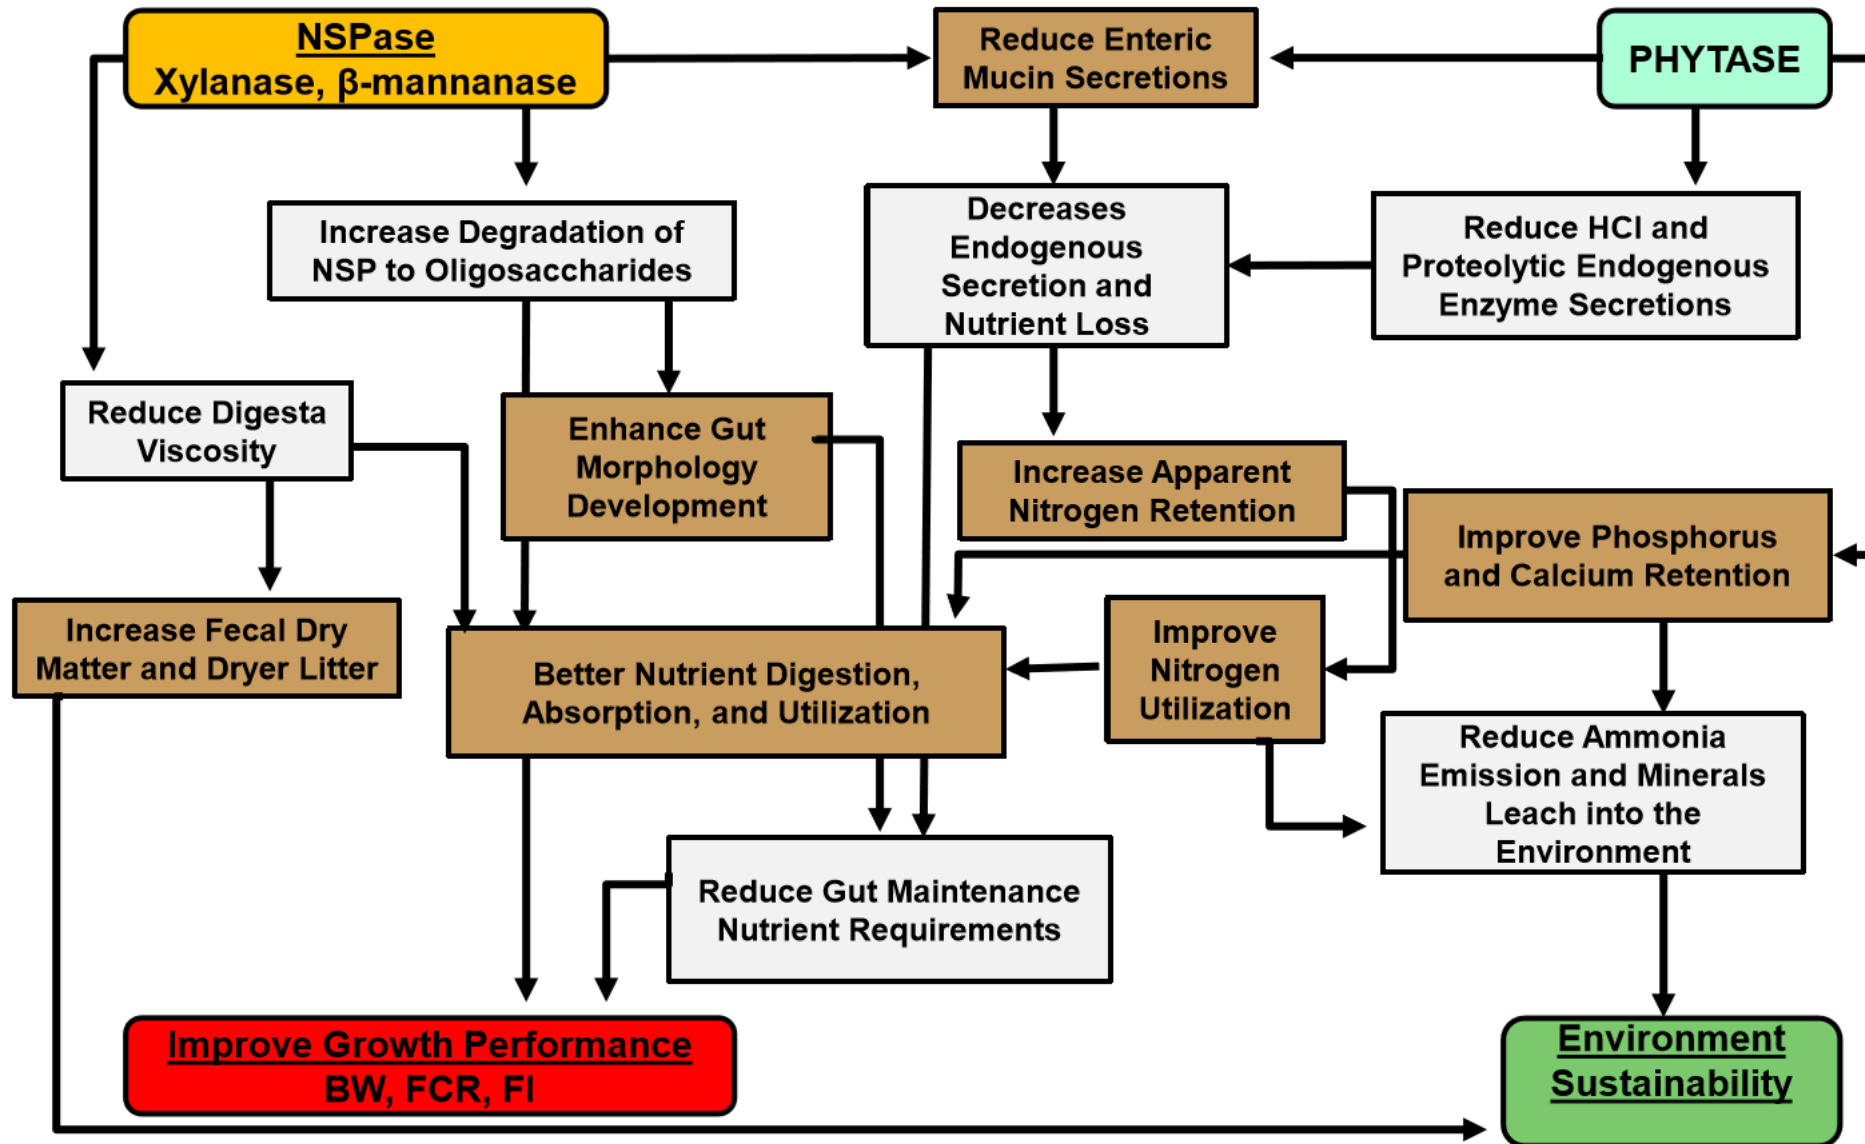 NSPase
Xylanase, β-mannanase
Reduce Enteric
Mucin Secretions
PHYTASE
Increase Degradation of
NSP to Oligosaccharides
Decreases
Endogenous
Secretion and
Nutrient Loss
Reduce HCl and
Proteolytic Endogenous
Enzyme Secretions
Reduce Digesta
Viscosity
Enhance Gut
Morphology
Development
Increase Apparent
Nitrogen Retention
Improve Phosphorus
and Calcium Retention
Increase Fecal Dry
Matter and Dryer Litter
Better Nutrient Digestion,
Absorption, and Utilization
Improve
Nitrogen
Utilization
Reduce Ammonia
Emission and Minerals
Leach into the
Environment
Reduce Gut Maintenance
Nutrient Requirements
Improve Growth Performance
BW, FCR, FI
Environment
Sustainability